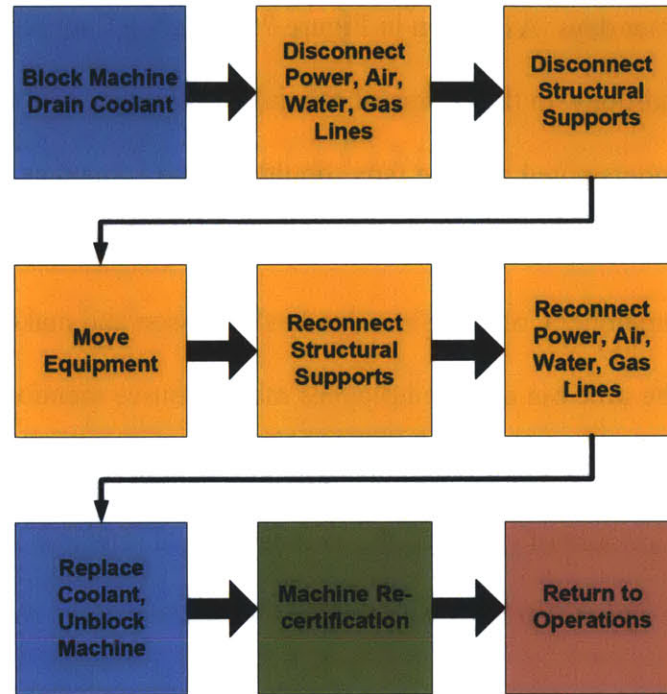 Block Machine
Drain Coolant
Disconnect
Power, Air,
Water, Gas
Lines
Disconnect
Structural
Supports
Move
Equipment
Reconnect
Structural
Supports
Reconnect
Power, Air,
Water, Gas
Lines
Replace
Coolant,
Unblock
Machine
Machine Re-
certification
Return to
Operations